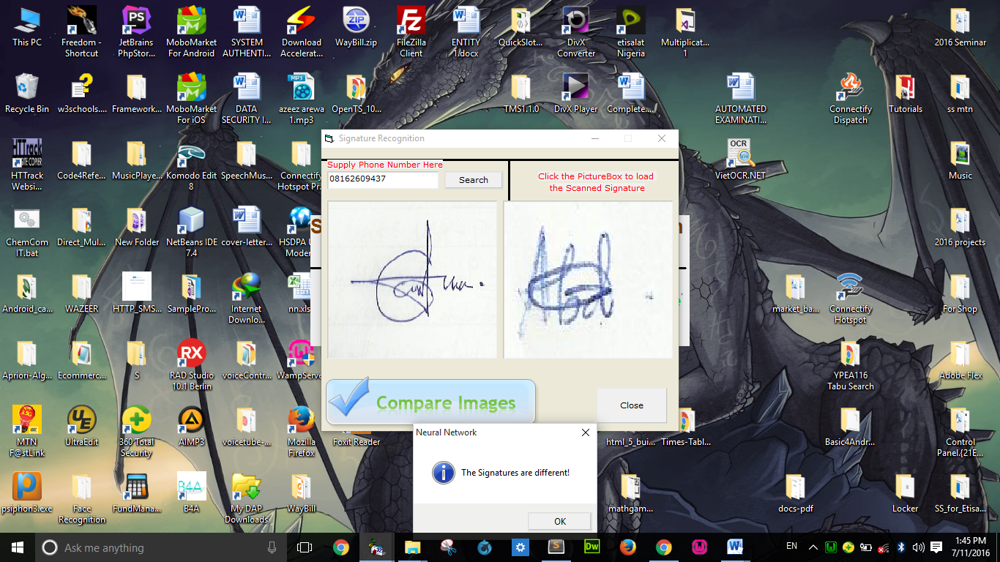 This PC
Freedom -
Shortcut
JetBrains
PhpStor...
MoboMarket
For Android
SYSTEM
AUTHENTI...
Download
Accelerat...
WayBill.zip
FileZilla
Client
ENTITY
1.docx
QuickSlot...
DivX
Converter
etisalat
Nigeria
Multiplicat...
1
2016 Seminar
Recycle Bin
w3schools....
Framework...
MoboMarket
For iOS
DATA
SECURITY I...
azeez arewa
1.mp3
OpenTS_10...
TMS1.1.0
DivX Player
Complete....
AUTOMATED
EXAMINATI...
Connectify
Dispatch
Tutorials
ss mtn
Signature Recognition
Supply Phone Number Here
08162609437
Search
Click the PictureBox to load
the Scanned Signature
HTTrack
Websi...
Code4Refe...
MusicPlaye...
Komodo Edit
8
SpeechMus...
Connectify
Hotspot Pr...
VietOCR.NET
Music
ChemCom
IT.bat
Direct_Mul...
New Folder
NetBeans IDE
7.4
cover-letter...
HSDPA U
Moder
2016 projects
Android_ca...
WAZEER
HTTP_SMS...
SamplePro...
Internet
Downlo...
nn.xls
market_ba...
Connectify
Hotspot
For Shop
Apriori-Alg...
Ecommerc...
S
RAD Studio
10.1 Berlin
voiceContr...
WampServe
YPEA116
Tabu Search
Adobe Flex
Compare Images
Close
MTN
F@stLink
UltraEdit
360 Total
Security
AIMP3
voicetube-...
Mozilla
Firefox
Foxit Reader
html_5_bui...
Times-Tabl...
Basic4Andr...
Control
Panel.{21E...
Neural Network
The Signatures are different!
OK
psiphon3.exe
Face
Recognition
FundMana...
B4A
My DAP
Downloads
WayBill
mathgam...
docs-pdf
Locker
SS_for_Etisa...
Ask me anything
EN
1:45 PM
7/11/2016